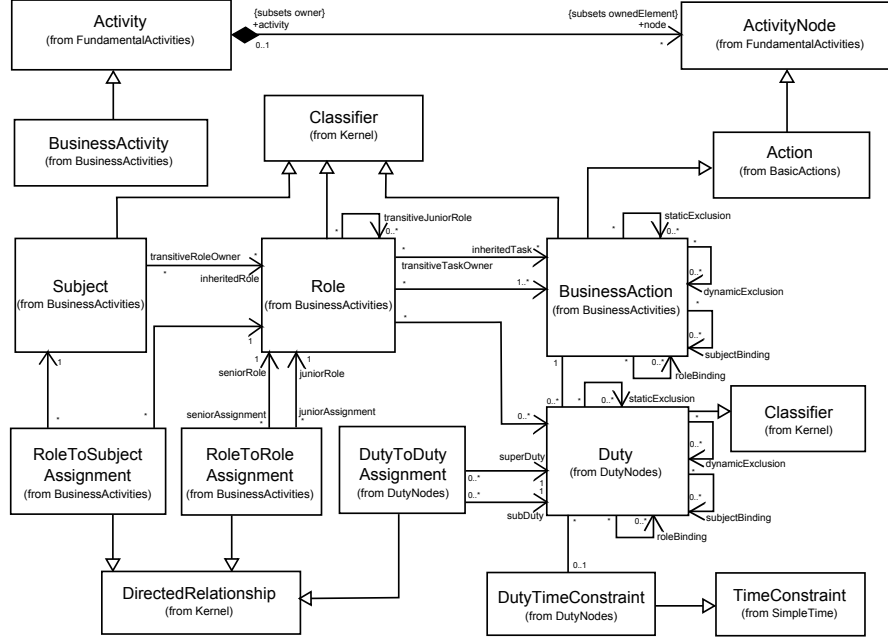 {subsets owner}
+activity
0..1
{subsets ownedElement}
+node
*
Activity
(from FundamentalActivities)
ActivityNode
(from FundamentalActivities)
BusinessActivity
(from BusinessActivities)
Classifier
(from Kernel)
Action
(from BasicActions)
transitiveJuniorRole
*
0..*
staticExclusion
*
0..*
Subject
(from BusinessActivities)
transitiveRoleOwner
*
*
inheritedRole
Role
(from BusinessActivities)
*
inheritedTask
*
transitiveTaskOwner
*
1..*
BusinessAction
(from BusinessActivities)
*
0..*
dynamicExclusion
*
0..*
subjectBinding
*
0..*
roleBinding
*
1
1
seniorRole
1
juniorRole
1
1
0..*
*
0..*
staticExclusion
seniorAssignment
*
juniorAssignment
*
*
*
0..*
RoleToSubject
Assignment
(from BusinessActivities)
RoleToRole
Assignment
(from BusinessActivities)
DutyToDuty
Assignment
(from DutyNodes)
0..*
0..*
superDuty
1
1
subDuty
Duty
(from DutyNodes)
Classifier
(from Kernel)
*
0..*
dynamicExclusion
*
0..*
subjectBinding
*
0..*
roleBinding
*
0..1
DirectedRelationship
(from Kernel)
DutyTimeConstraint
(from DutyNodes)
TimeConstraint
(from SimpleTime)